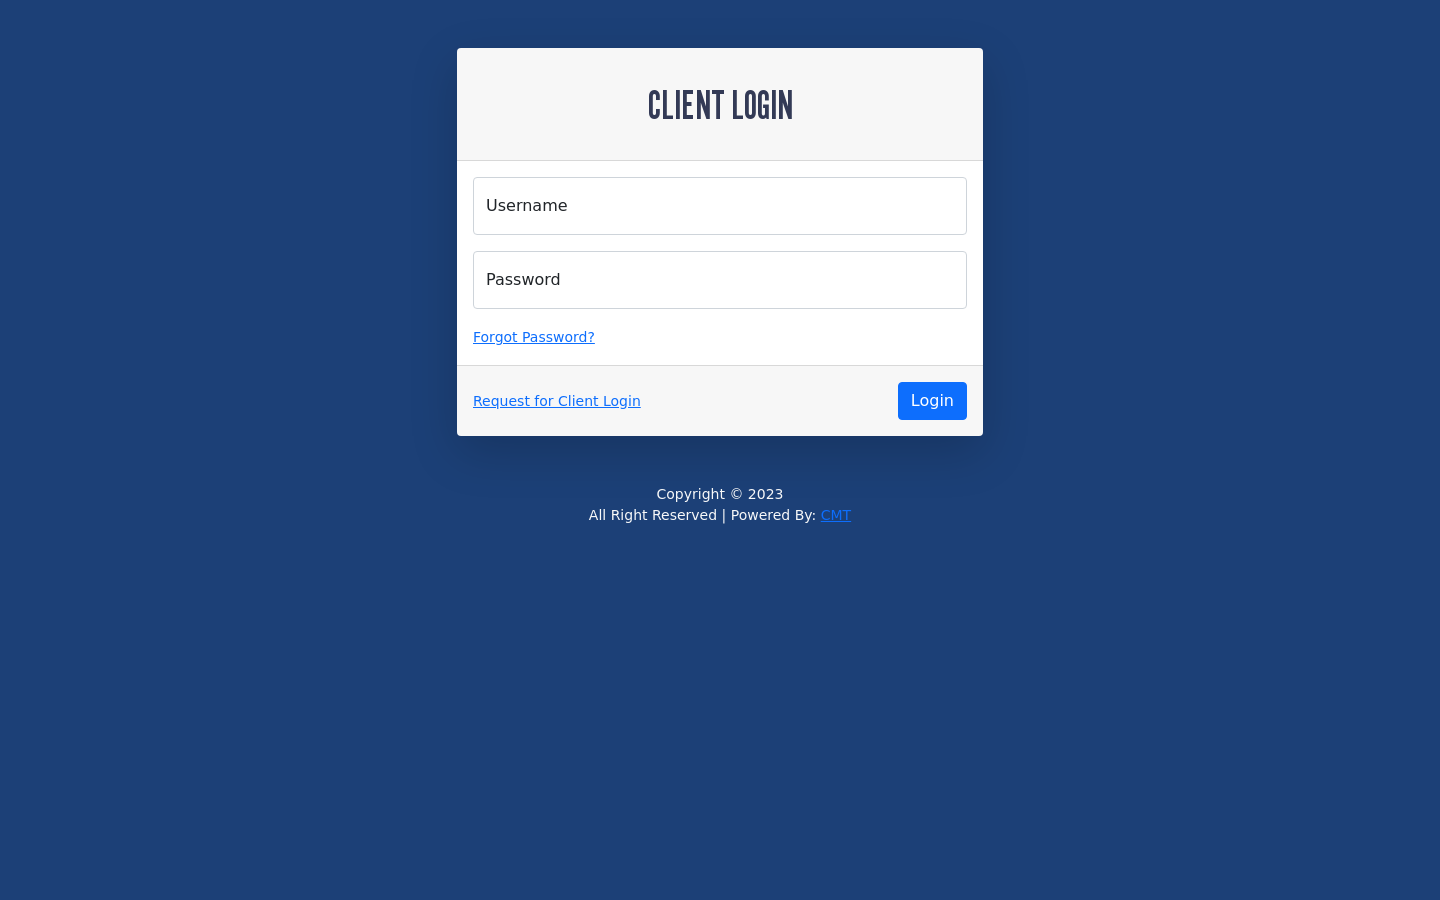 CLIENT LOGIN
Username
Password
Forgot Password?
Request for Client Login
Login
Copyright © 2023
All Right Reserved | Powered By: CMT